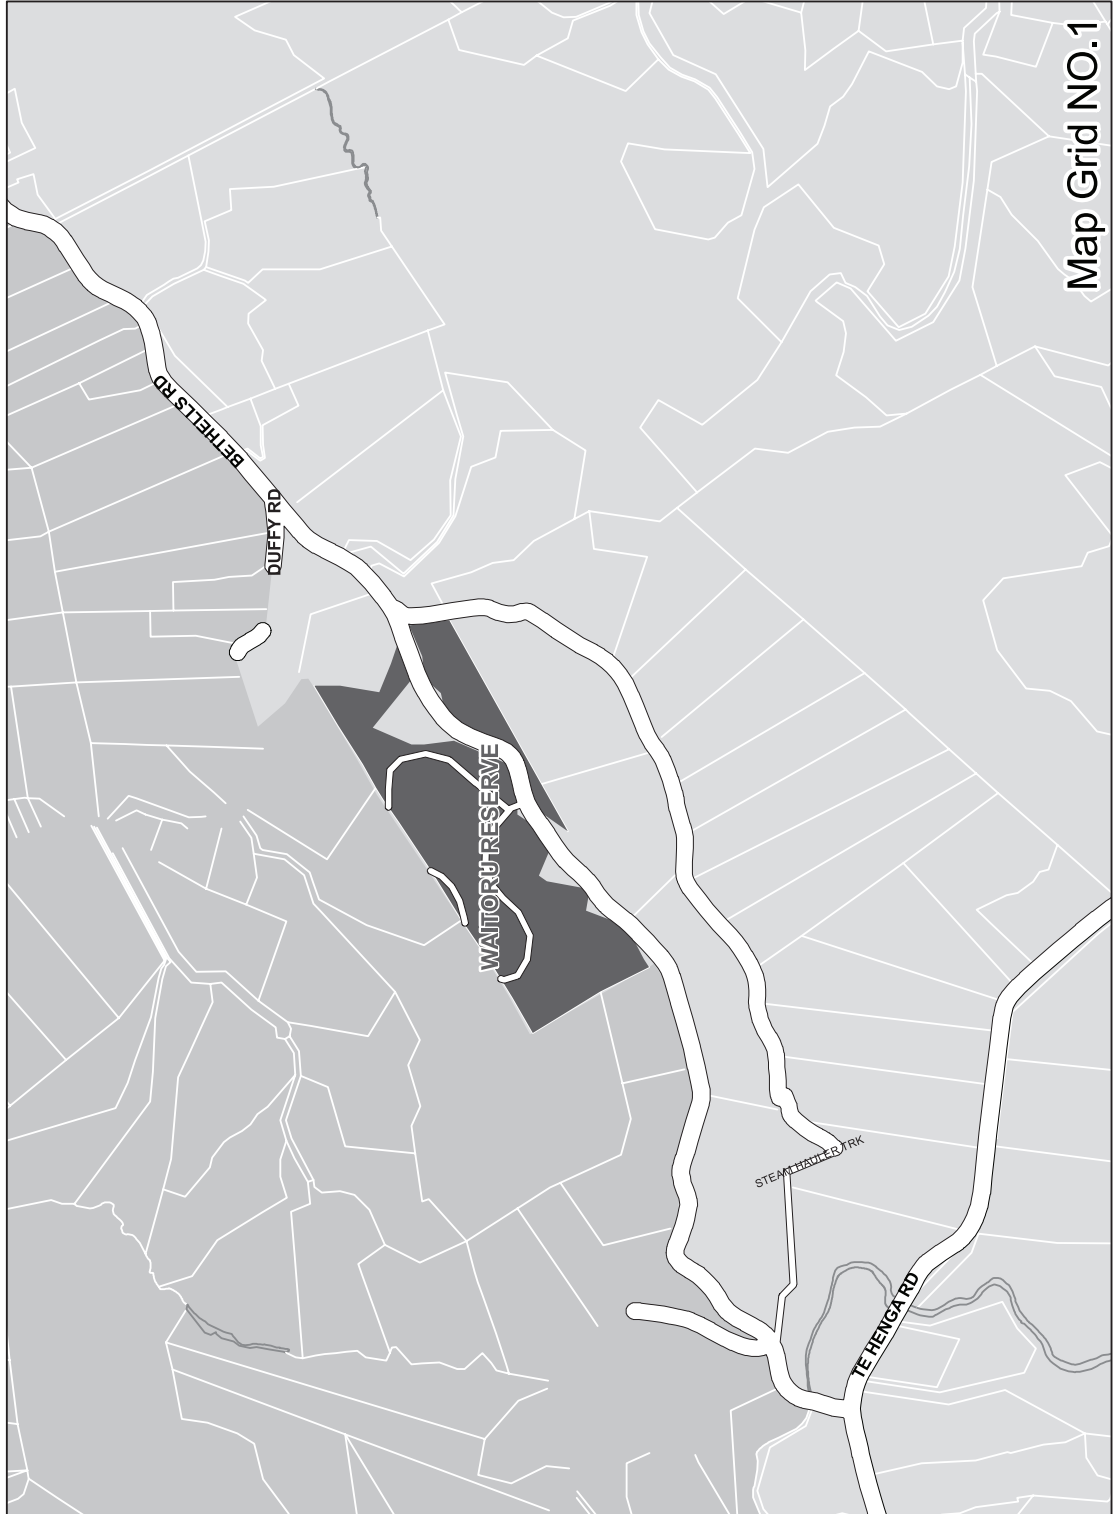 Map Grid NO.1
BETHELLS RD
DUFFY RD
WAITORU RESERVE
STEAM HAULER TRK
TE HENGA RD